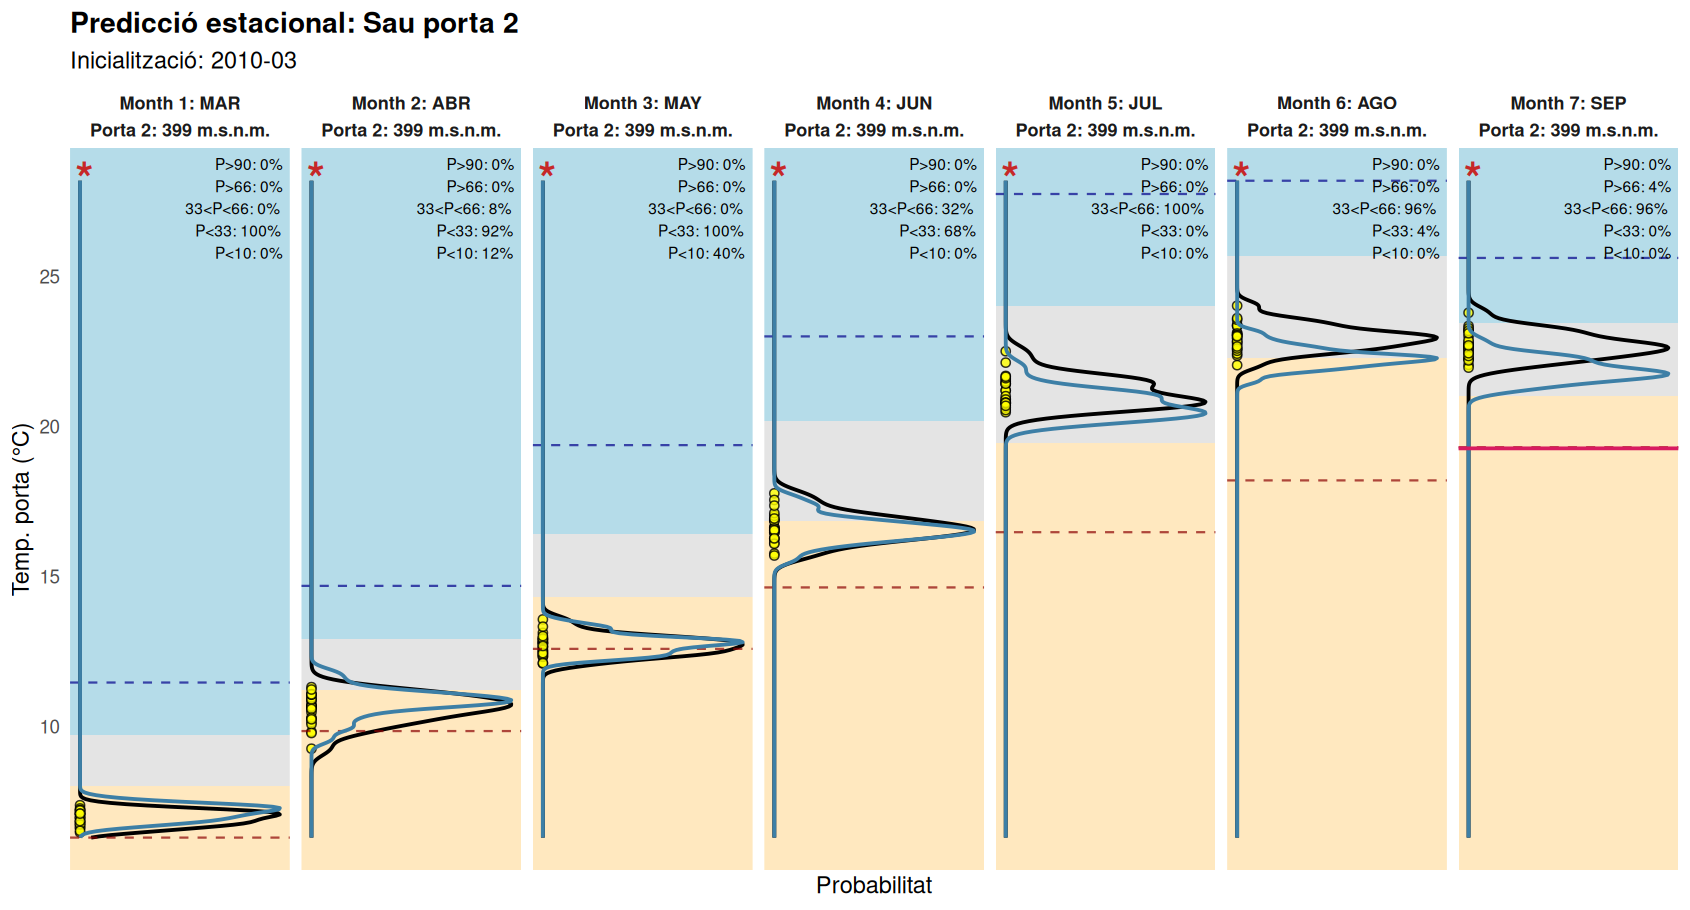 Predicció estacional: Sau porta 2
Inicialització: 2010-03
Month 1: MAR
Porta 2: 399 m.s.n.m.
Month 2: ABR
Porta 2: 399 m.s.n.m.
Month 3: MAY
Porta 2: 399 m.s.n.m.
Month 4: JUN
Porta 2: 399 m.s.n.m.
Month 5: JUL
Porta 2: 399 m.s.n.m.
Month 6: AGO
Porta 2: 399 m.s.n.m.
Month 7: SEP
Porta 2: 399 m.s.n.m.
*
P>90: 0%
P>66: 0%
33<P<66: 0%
P<33: 100%
P<10: 0%
*
P>90: 0%
P>66: 0%
33<P<66: 8%
P<33: 92%
P<10: 12%
*
P>90: 0%
P>66: 0%
33<P<66: 0%
P<33: 100%
P<10: 40%
*
P>90: 0%
P>66: 0%
33<P<66: 32%
P<33: 68%
P<10: 0%
*
P>90: 0%
P>66: 0%
33<P<66: 100%
P<33: 0%
P<10: 0%
*
P>90: 0%
P>66: 0%
33<P<66: 96%
P<33: 4%
P<10: 0%
*
P>90: 0%
P>66: 4%
33<P<66: 96%
P<33: 0%
P<10: 0%
Temp. porta (°C)
25
20
15
10
Probabilitat